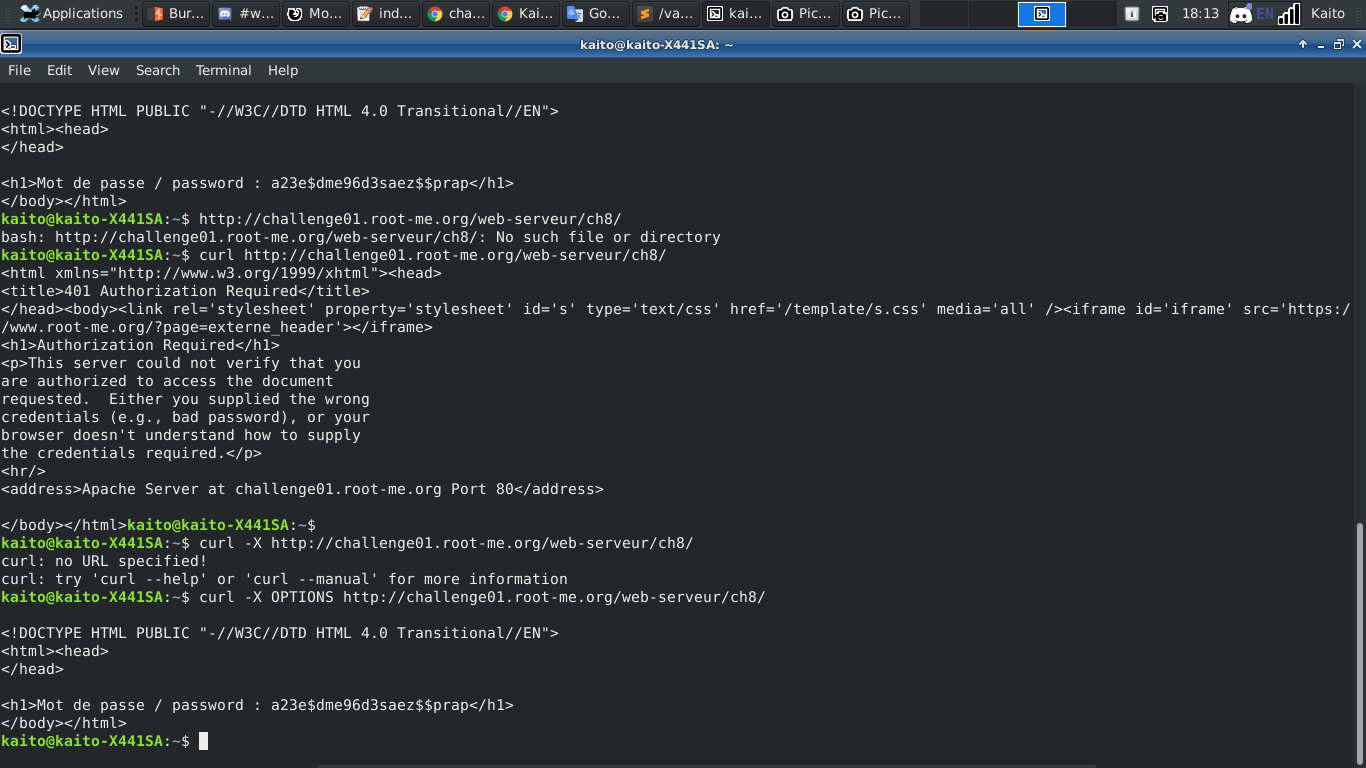 Applications Bur... #w... Mo... ind... cha... Kai... Go... /va... kai... Pic... Pic... 18:13 EN Kaito
kaito@kaito-X441SA: ~
File Edit View Search Terminal Help
<!DOCTYPE HTML PUBLIC "-//W3C//DTD HTML 4.0 Transitional//EN">
<html><head>
</head>
<h1>Mot de passe / password : a23e$dme96d3saez$$prap</h1>
</body></html>
kaito@kaito-X441SA:~$ http://challenge01.root-me.org/web-serveur/ch8/
bash: http://challenge01.root-me.org/web-serveur/ch8/: No such file or directory
kaito@kaito-X441SA:~$ curl http://challenge01.root-me.org/web-serveur/ch8/
<html xmlns="http://www.w3.org/1999/xhtml"><head>
<title>401 Authorization Required</title>
</head><body><link rel='stylesheet' property='stylesheet' id='s' type='text/css' href='/template/s.css' media='all' /><iframe id='iframe' src='https:/
/www.root-me.org/?page=externe_header'></iframe>
<h1>Authorization Required</h1>
<p>This server could not verify that you
are authorized to access the document
requested.  Either you supplied the wrong
credentials (e.g., bad password), or your
browser doesn't understand how to supply
the credentials required.</p>
<hr/>
<address>Apache Server at challenge01.root-me.org Port 80</address>
</body></html>kaito@kaito-X441SA:~$
kaito@kaito-X441SA:~$ curl -X http://challenge01.root-me.org/web-serveur/ch8/
curl: no URL specified!
curl: try 'curl --help' or 'curl --manual' for more information
kaito@kaito-X441SA:~$ curl -X OPTIONS http://challenge01.root-me.org/web-serveur/ch8/
<!DOCTYPE HTML PUBLIC "-//W3C//DTD HTML 4.0 Transitional//EN">
<html><head>
</head>
<h1>Mot de passe / password : a23e$dme96d3saez$$prap</h1>
</body></html>
kaito@kaito-X441SA:~$